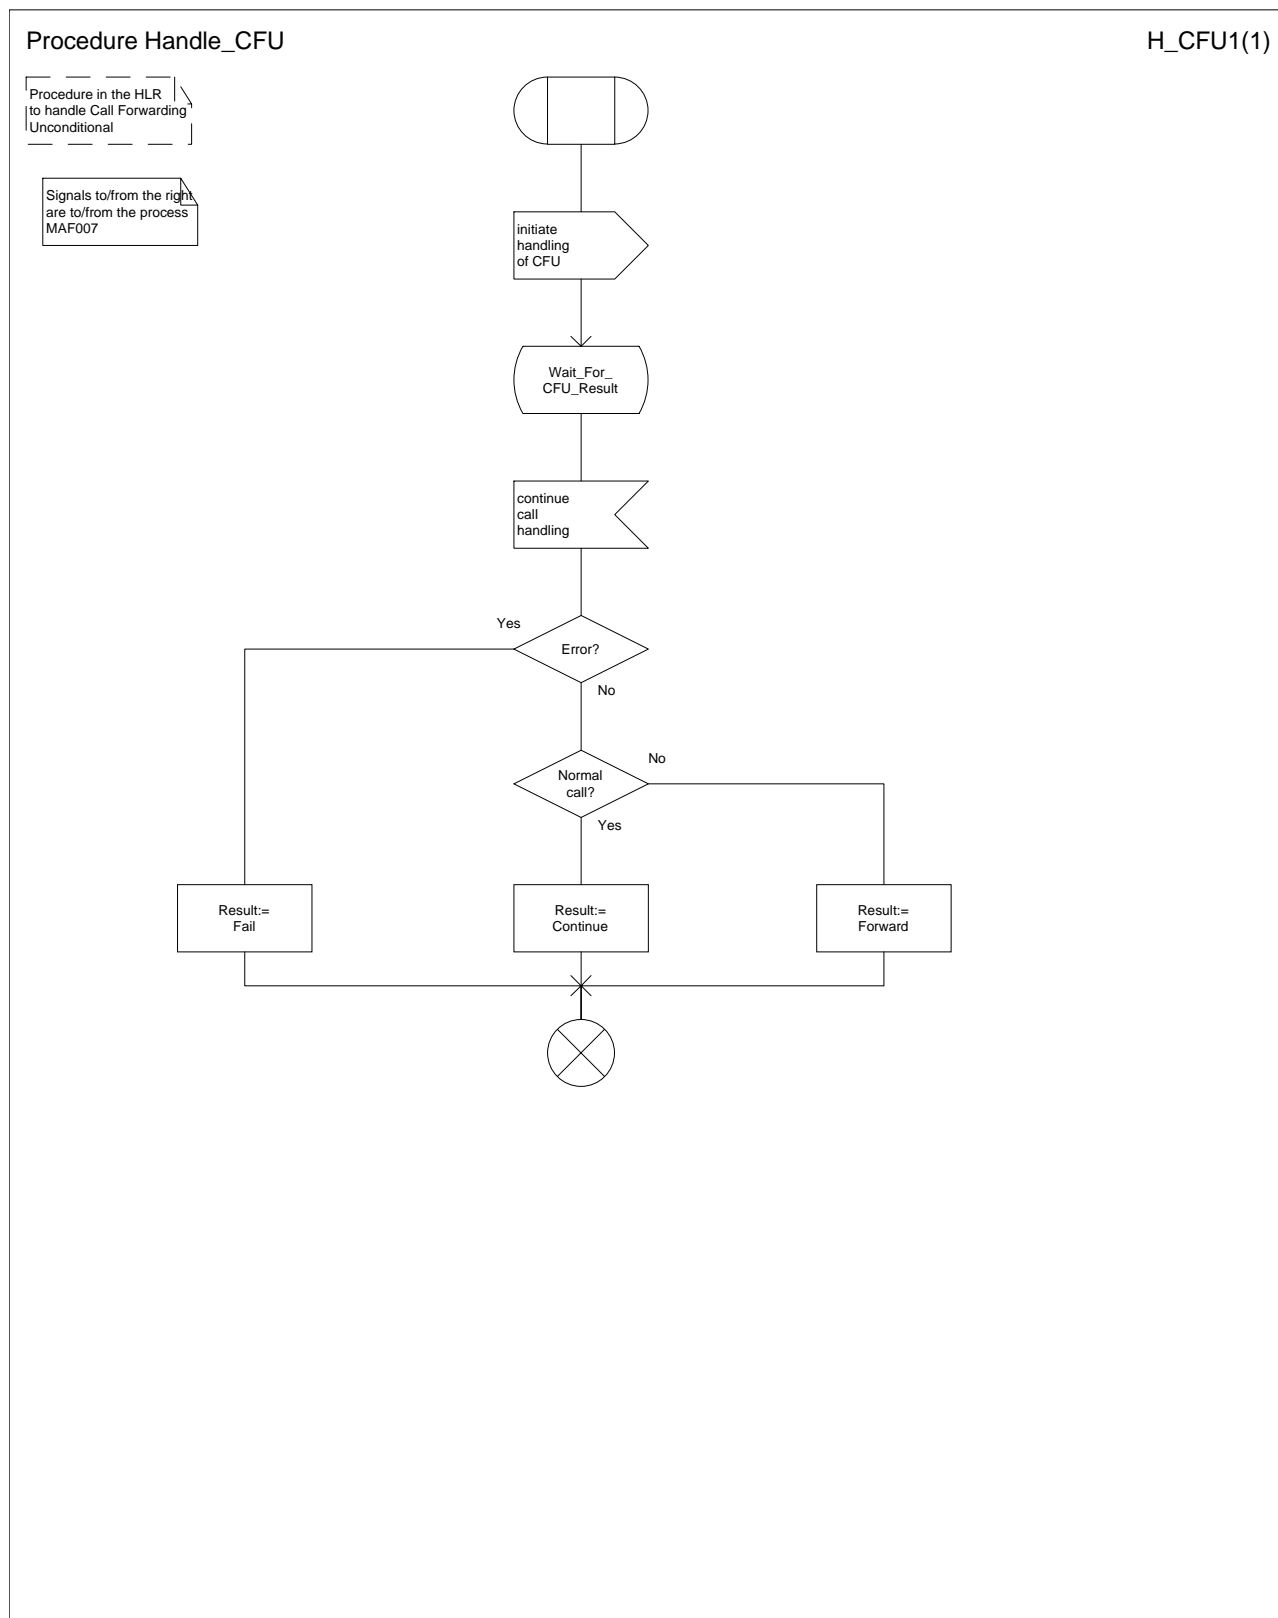 Procedure Handle_CFU
H_CFU1(1)
Procedure in the HLR
to handle Call Forwarding
Unconditional
Signals to/from the right
are to/from the process
MAF007
initiate
handling
of CFU
Wait_For_
CFU_Result
continue
call
handling
Yes
Error?
No
No
Normal
call?
Yes
Result:=
Fail
Result:=
Continue
Result:=
Forward